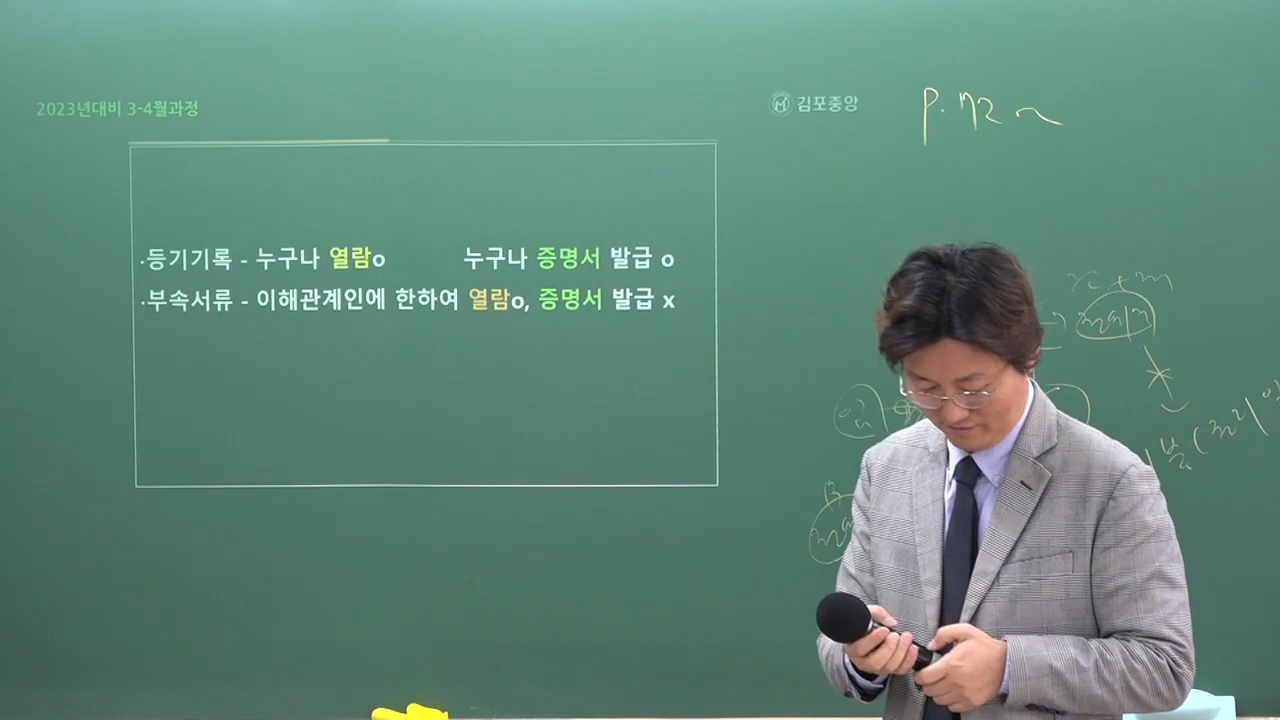 2023년대비 3-4월과정
김포중앙
P. 72 ~
·등기기록 - 누구나 열람o 누구나 증명서 발급 o
·부속서류 - 이해관계인에 한하여 열람o, 증명서 발급 x